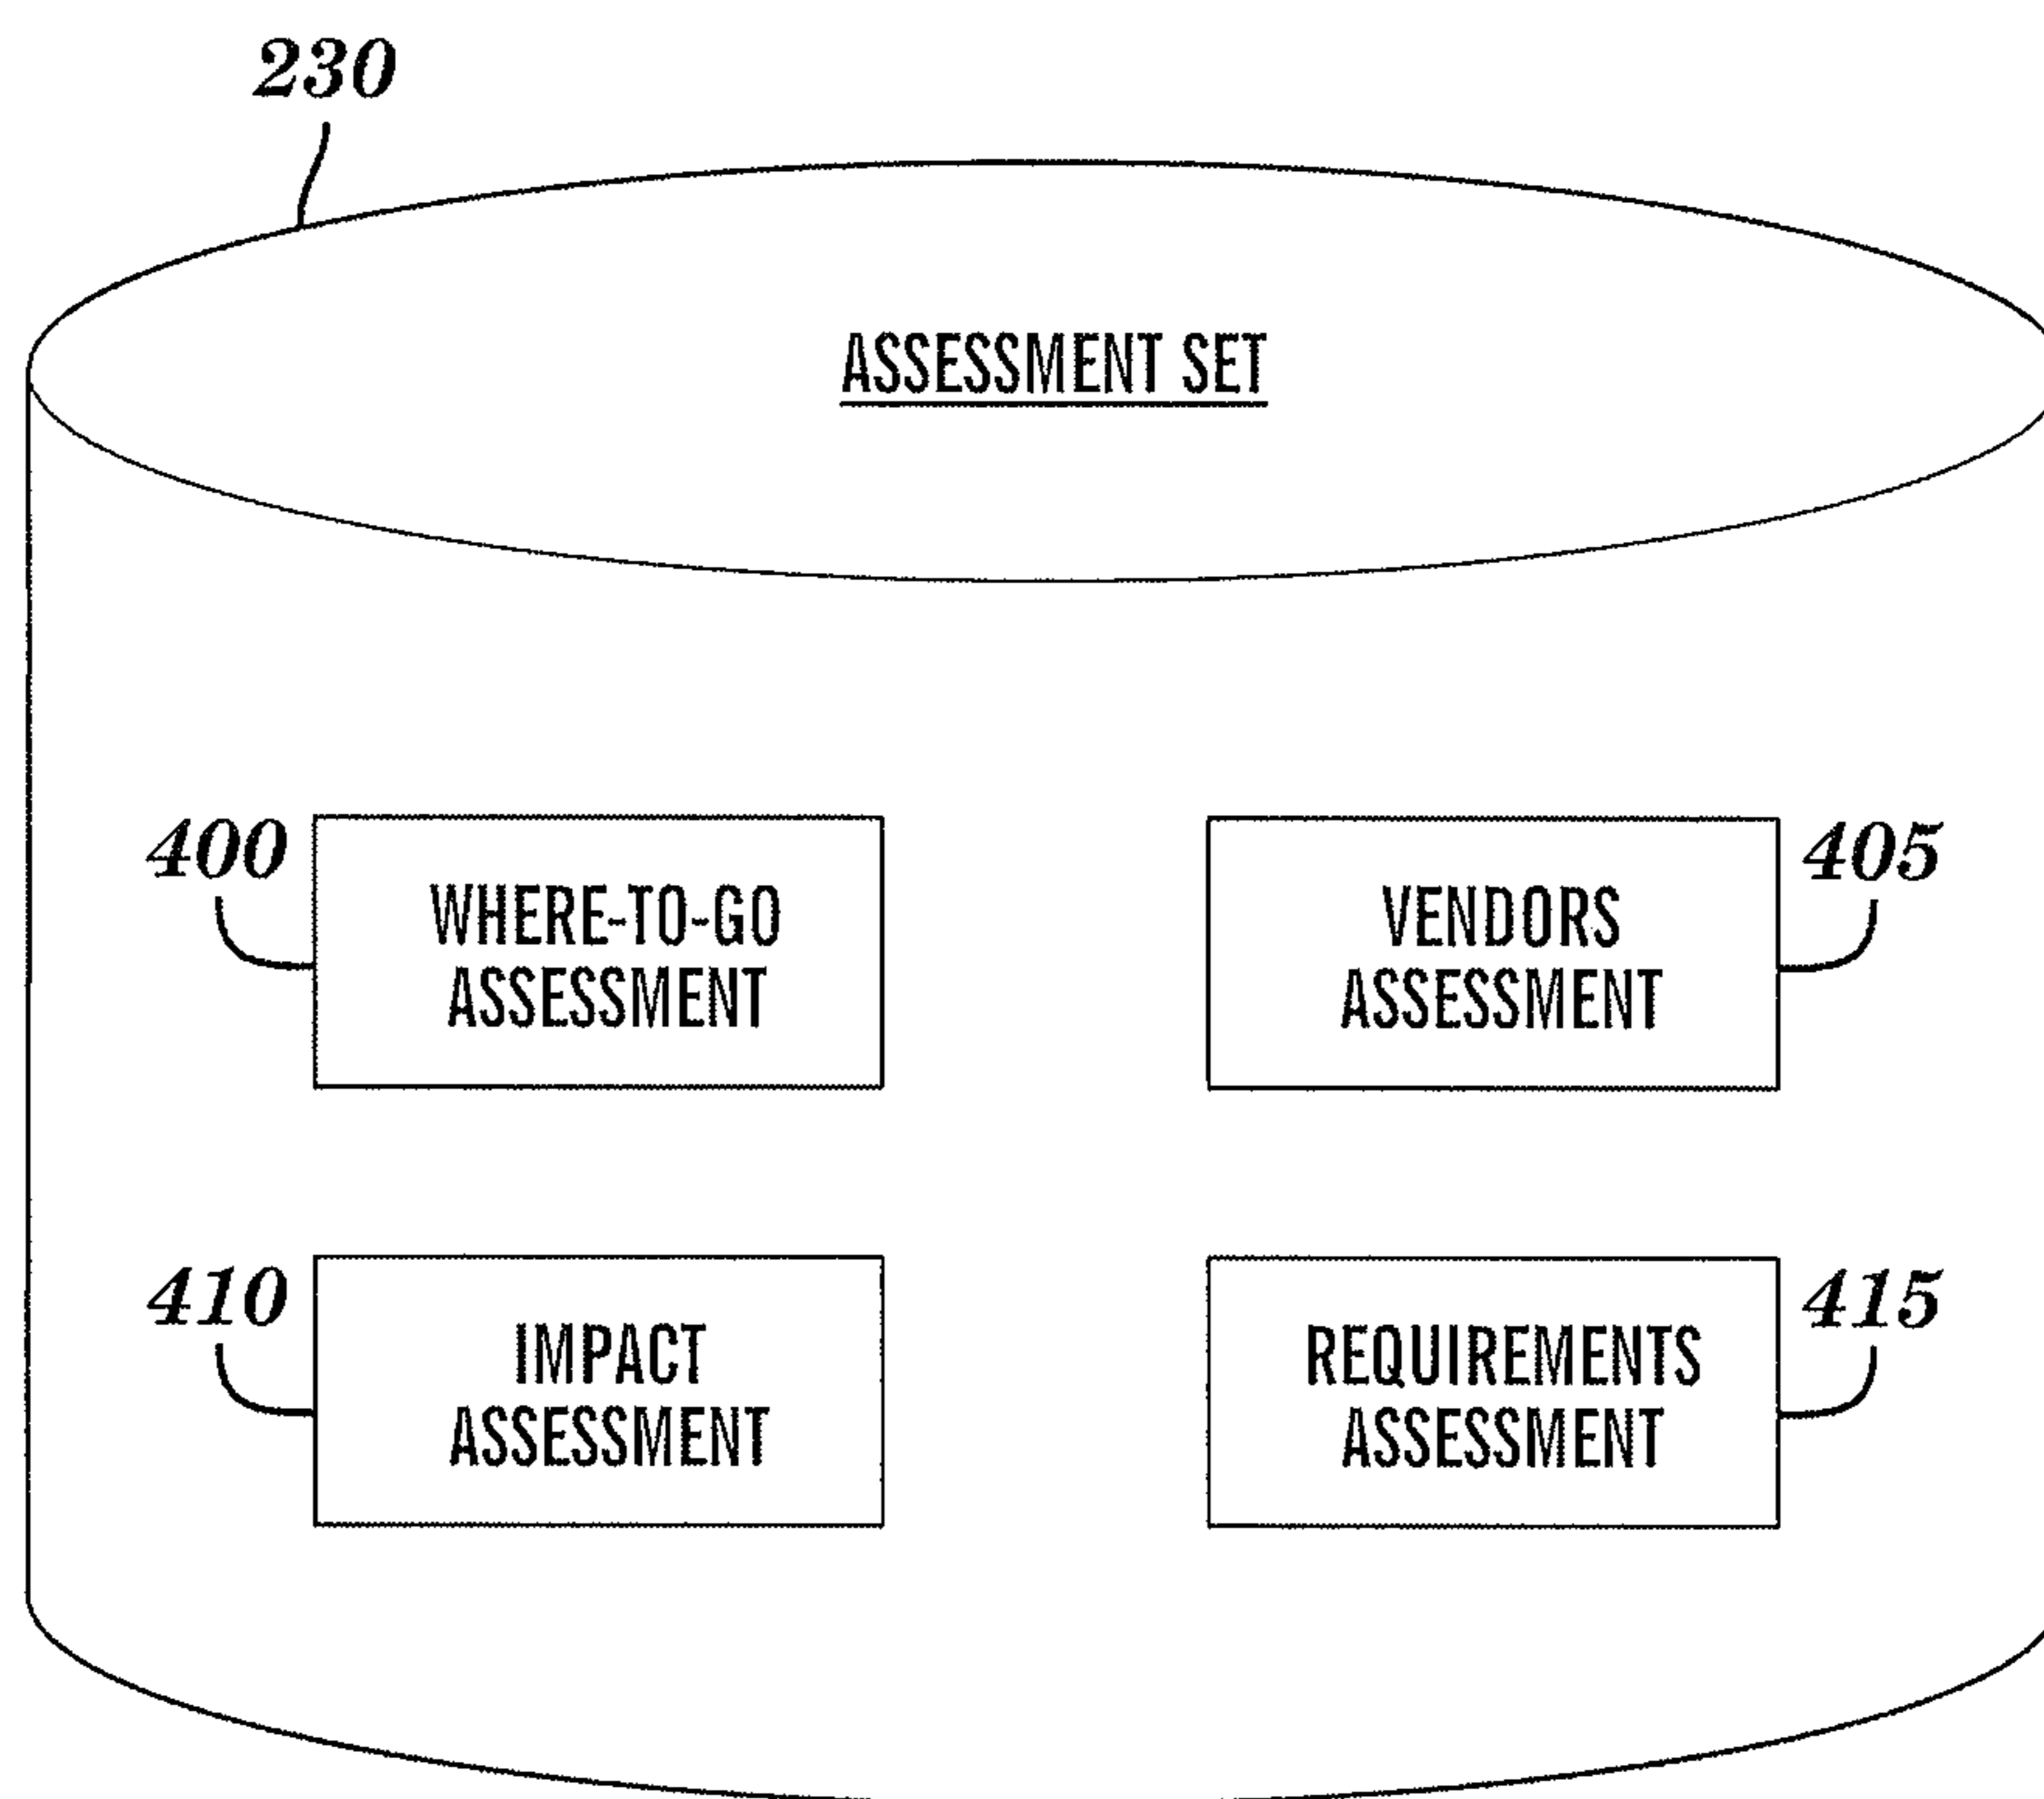 230
ASSESSMENT SET
400
WHERE-TO-GO
ASSESSMENT
405
VENDORS
ASSESSMENT
410
IMPACT
ASSESSMENT
415
REQUIREMENTS
ASSESSMENT